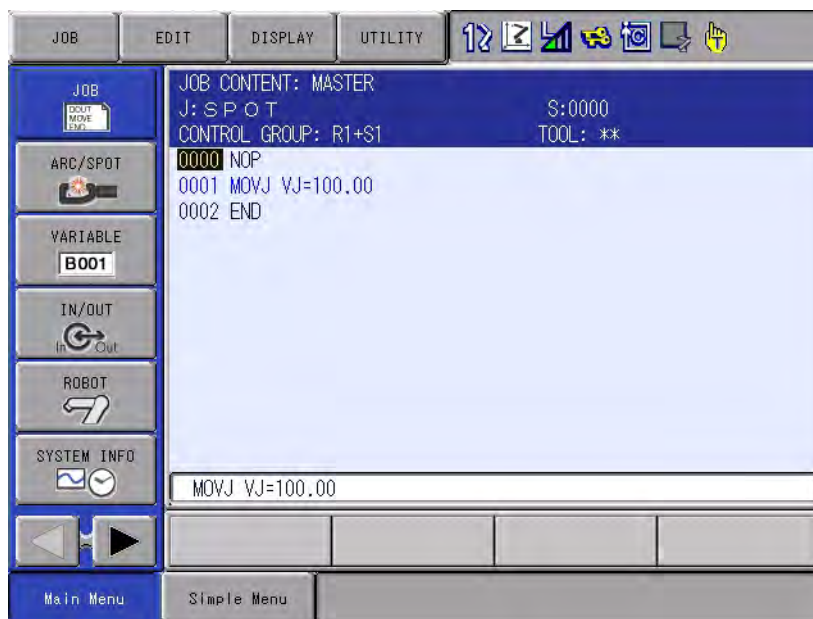 JOB EDIT DISPLAY UTILITY
JOB
DOUT
MOVE
END
ARC/SPOT
VARIABLE
B001
IN/OUT
In Out
ROBOT
SYSTEM INFO
JOB CONTENT: MASTER
J:ＳＰＯＴ S:0000
CONTROL GROUP: R1+S1 TOOL: **
0000 NOP
0001 MOVJ VJ=100.00
0002 END
MOVJ VJ=100.00
Main Menu Simple Menu